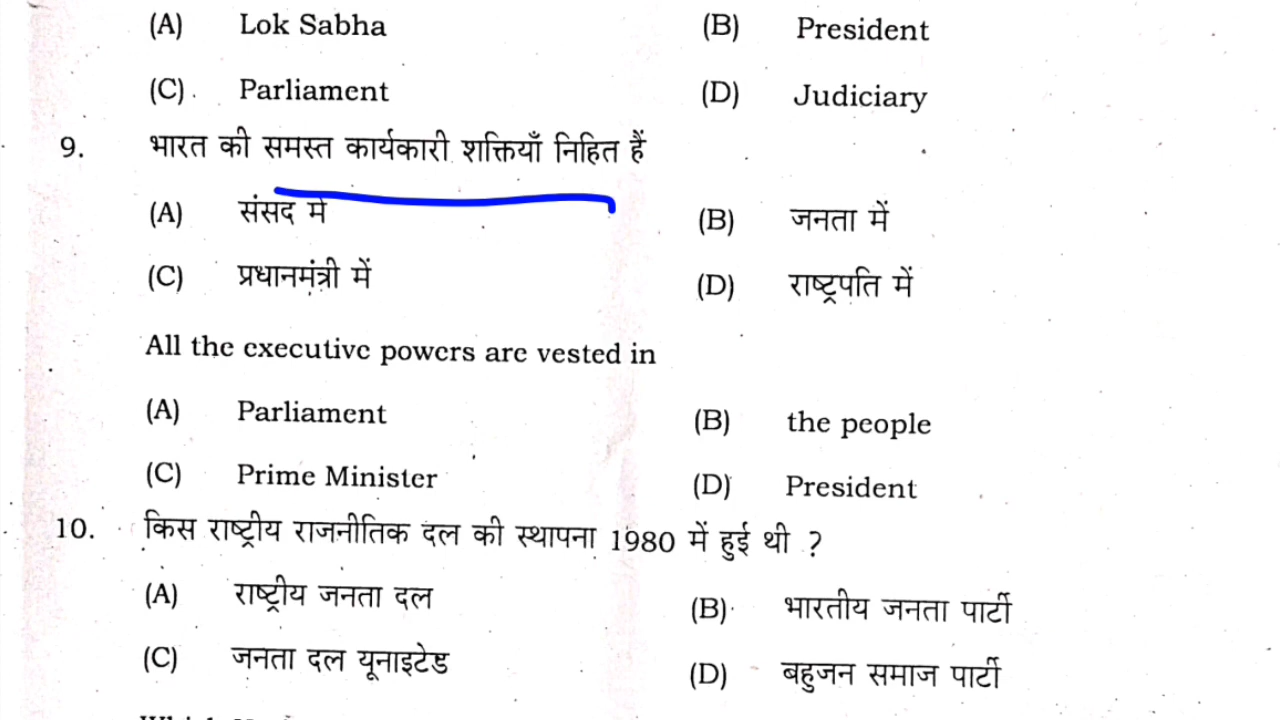 (A) Lok Sabha (B) President
(C) Parliament (D) Judiciary
9. भारत की समस्त कार्यकारी शक्तियाँ निहित हैं
(A) संसद में (B) जनता में
(C) प्रधानमंत्री में (D) राष्ट्रपति में
All the executive powers are vested in
(A) Parliament (B) the people
(C) Prime Minister (D) President
10. किस राष्ट्रीय राजनीतिक दल की स्थापना 1980 में हुई थी ?
(A) राष्ट्रीय जनता दल (B) भारतीय जनता पार्टी
(C) जनता दल यूनाइटेड (D) बहुजन समाज पार्टी